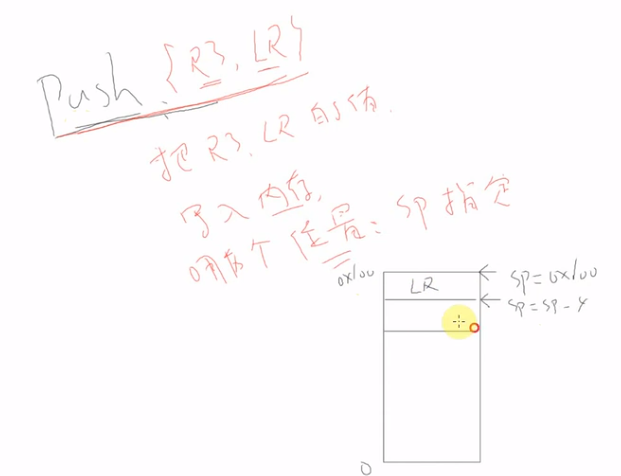 Push {R3, LR}
把 R3, LR 的值
写入 内存,
哪个 位置: SP 指定
0x100
LR
SP=0x100
SP=SP-4
0